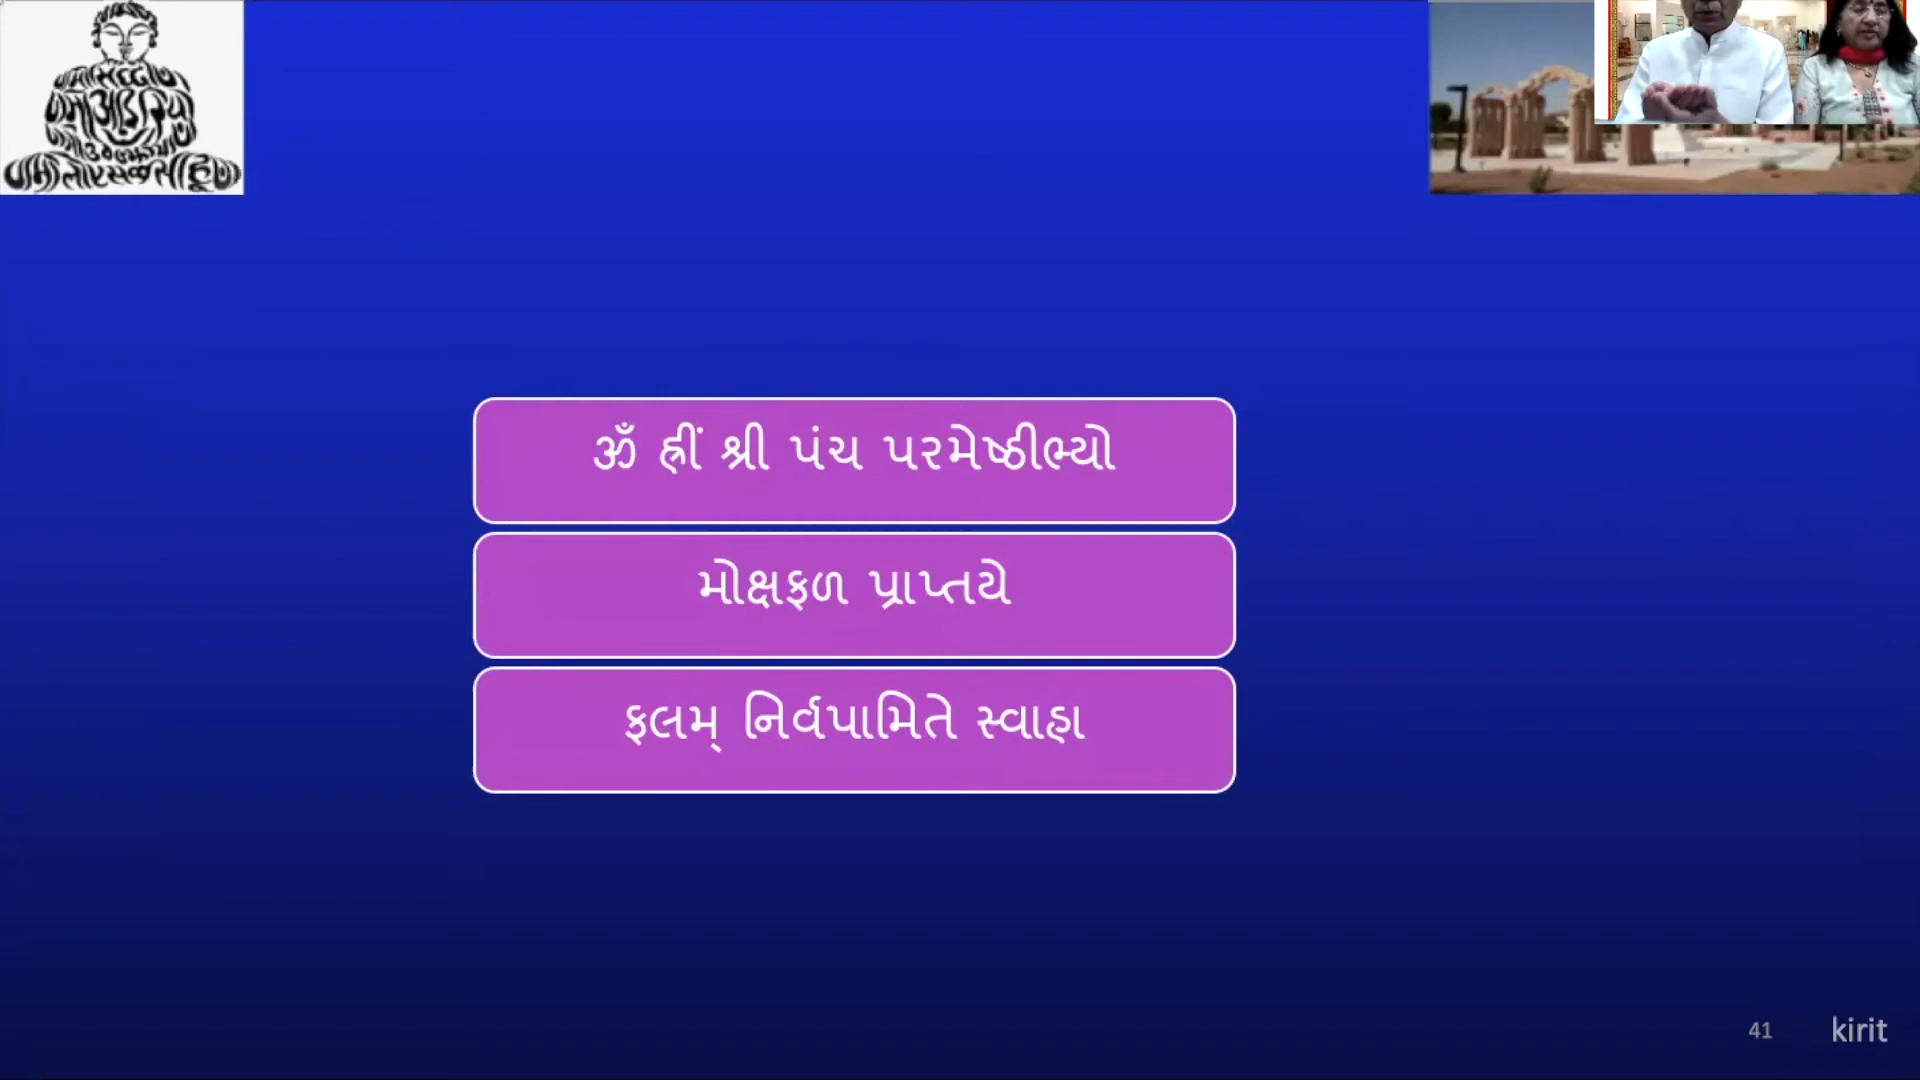 ૐ હ્રીં શ્રી પંચ પરમેષ્ઠીભ્યો
મોક્ષફળ પ્રાપ્તયે
ફલમ્ નિર્વપામિતે સ્વાહા
41 kirit